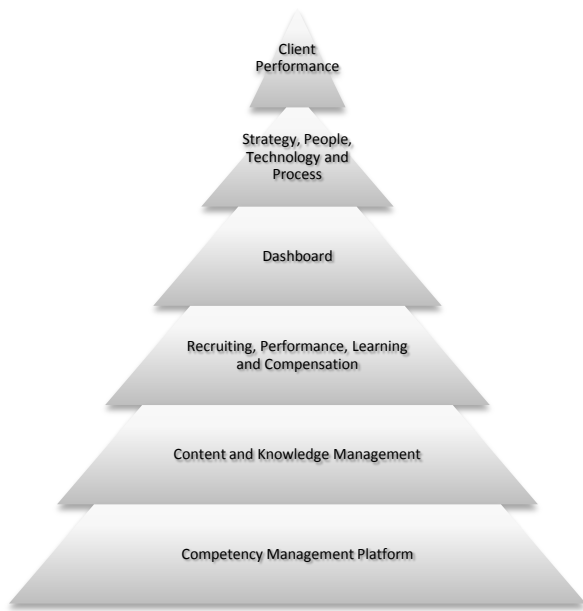 Client
Performance
Strategy, People,
Technology and
Process
Dashboard
Recruiting, Performance, Learning
and Compensation
Content and Knowledge Management
Competency Management Platform